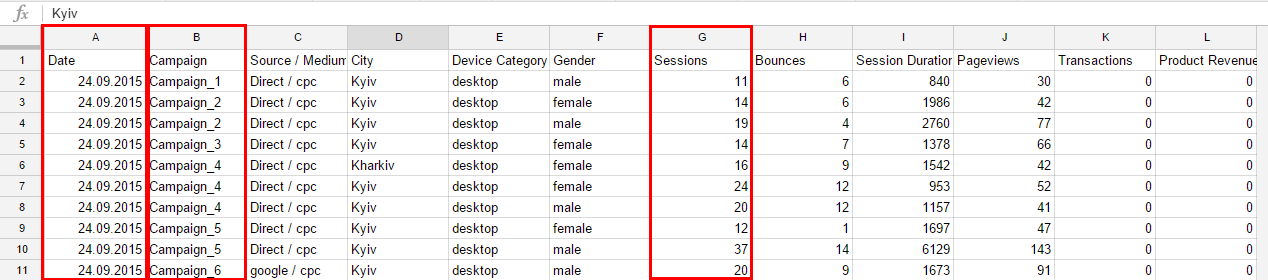 fx Kyiv
A B C D E F G H I J K L
1 Date Campaign Source / Medium City Device Category Gender Sessions Bounces Session Duration Pageviews Transactions Product Revenue
2 24.09.2015 Campaign_1 Direct / cpc Kyiv desktop male 11 6 840 30 0 0
3 24.09.2015 Campaign_2 Direct / cpc Kyiv desktop female 14 6 1986 42 0 0
4 24.09.2015 Campaign_2 Direct / cpc Kyiv desktop male 19 4 2760 77 0 0
5 24.09.2015 Campaign_3 Direct / cpc Kyiv desktop female 14 7 1378 66 0 0
6 24.09.2015 Campaign_4 Direct / cpc Kharkiv desktop female 16 9 1542 42 0 0
7 24.09.2015 Campaign_4 Direct / cpc Kyiv desktop female 24 12 953 52 0 0
8 24.09.2015 Campaign_4 Direct / cpc Kyiv desktop male 20 12 1157 41 0 0
9 24.09.2015 Campaign_5 Direct / cpc Kyiv desktop female 12 1 1697 47 0 0
10 24.09.2015 Campaign_5 Direct / cpc Kyiv desktop male 37 14 6129 143 0 0
11 24.09.2015 Campaign_6 google / cpc Kyiv desktop male 20 9 1673 91 0 0